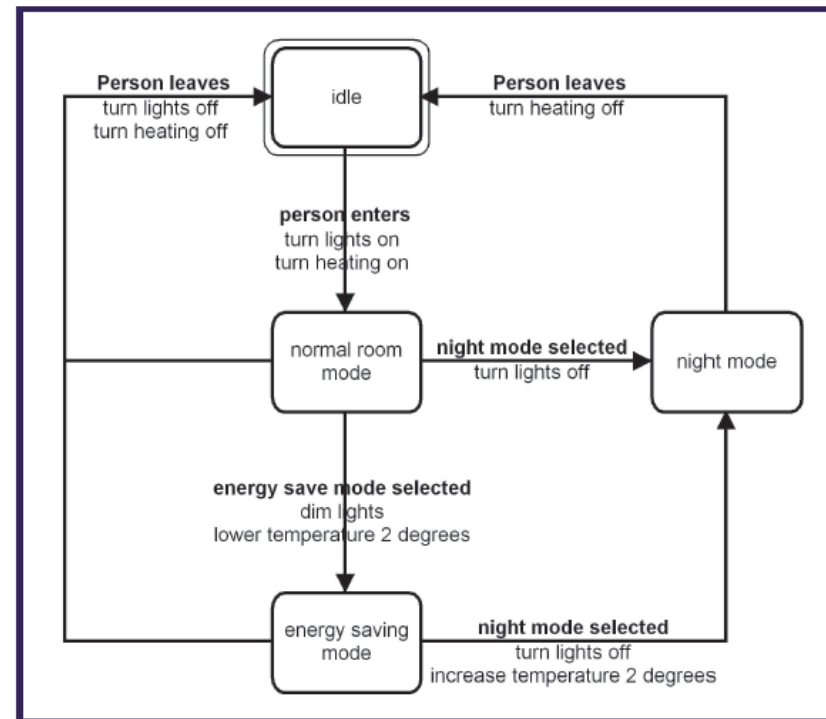 Person leaves
turn lights off
turn heating off
idle
Person leaves
turn heating off
person enters
turn lights on
turn heating on
normal room
mode
night mode selected
turn lights off
night mode
energy save mode selected
dim lights
lower temperature 2 degrees
energy saving
mode
night mode selected
turn lights off
increase temperature 2 degrees